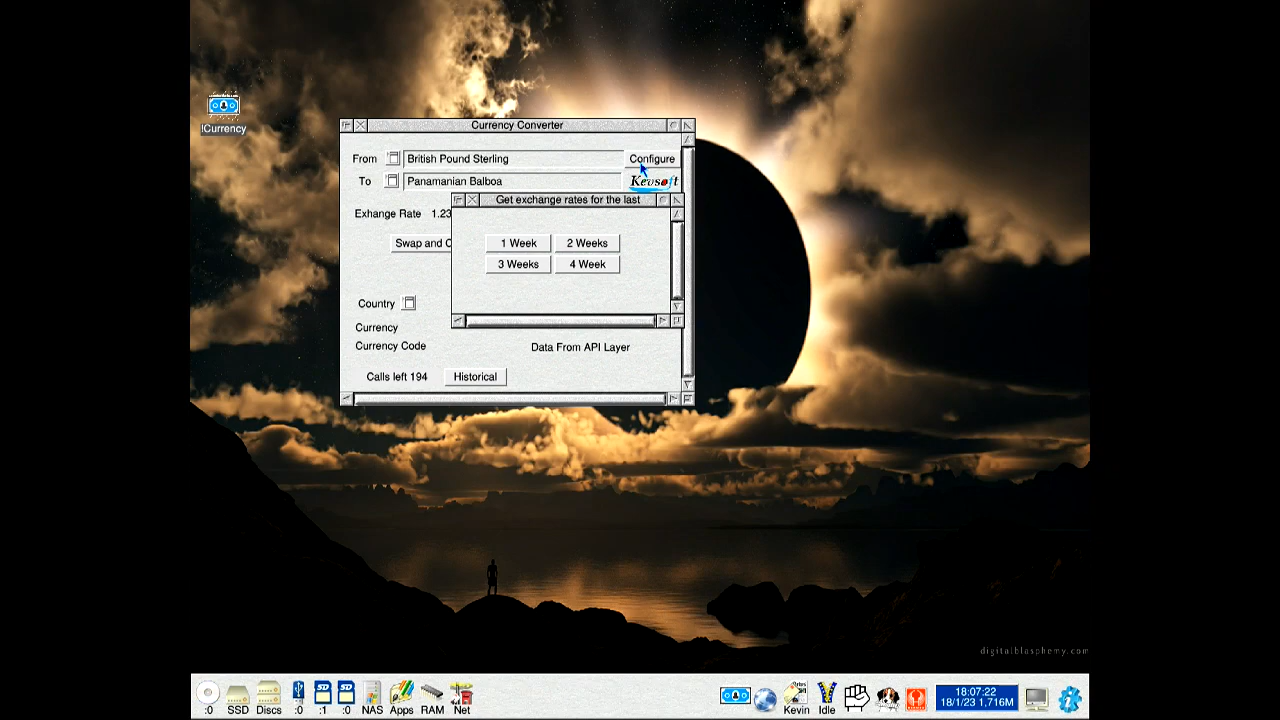 !Currency
Currency Converter
From British Pound Sterling Configure
To Panamanian Balboa Kevsoft
Get exchange rates for the last
Exhange Rate 1.23
1 Week 2 Weeks
Swap and C
3 Weeks 4 Week
Country
Currency
Currency Code
Data From API Layer
Calls left 194 Historical
digitalblasphemy.com
18:07:22
18/1/23 1,716M
:0 SSD Discs :0 :1 :0 NAS Apps RAM Net Kevin Idle